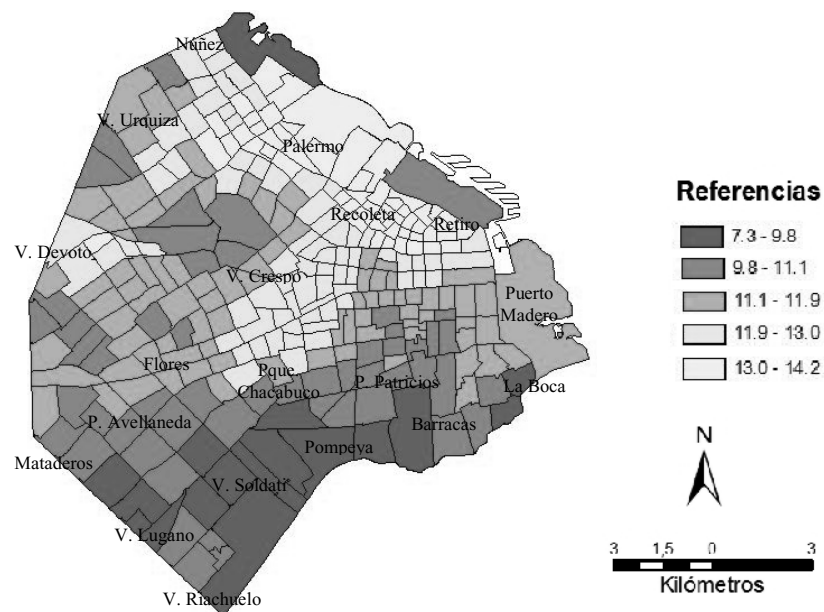 Núñez
V. Urquiza
Palermo
Recoleta
Retiro
V. Devoto
V. Crespo
Puerto
Madero
Flores
Pque
Chacabuco
P. Patricios
La Boca
P. Avellaneda
Barracas
Mataderos
Pompeya
V. Soldati
V. Lugano
V. Riachuelo
Referencias
7.3 - 9.8
9.8 - 11.1
11.1 - 11.9
11.9 - 13.0
13.0 - 14.2
N
3 1,5 0 3
Kilómetros